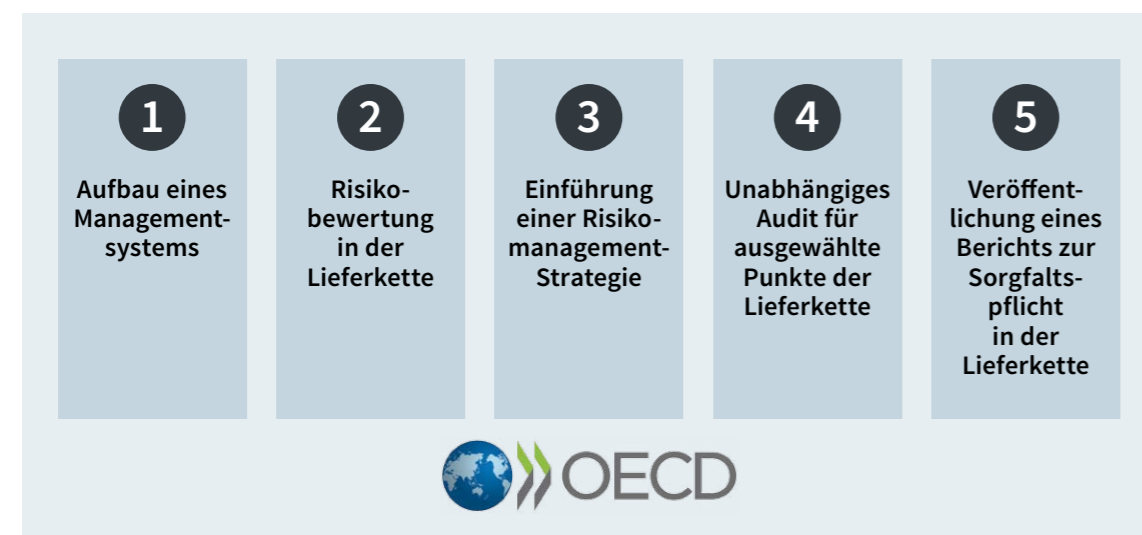 1
Aufbau eines
Management-
systems
2
Risiko-
bewertung
in der
Lieferkette
3
Einführung
einer Risiko-
management-
Strategie
4
Unabhängiges
Audit für
ausgewählte
Punkte der
Lieferkette
5
Veröffent-
lichung eines
Berichts zur
Sorgfalts-
pflicht
in der
Lieferkette
OECD